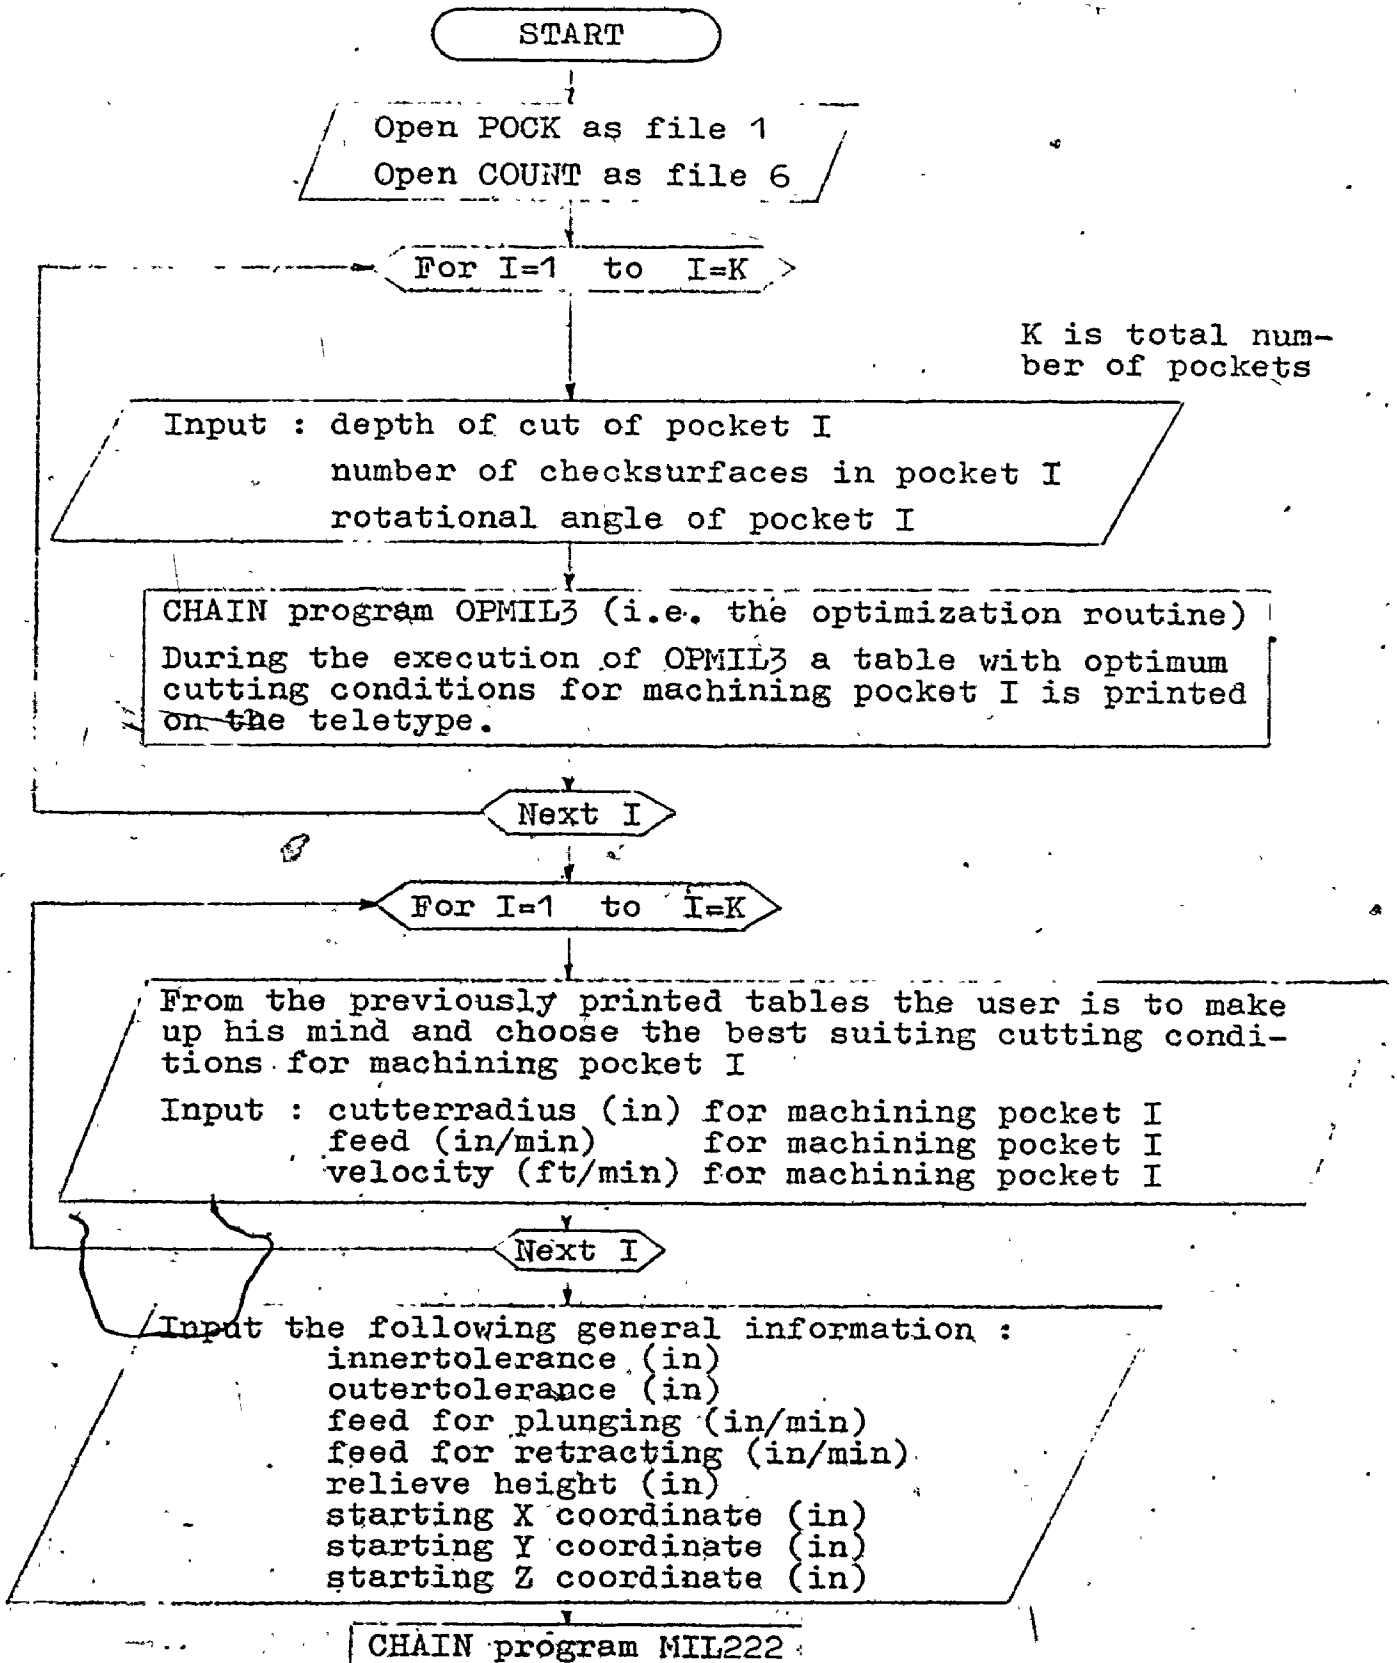 START
Open POCK as file 1
Open COUNT as file 6
For I=1 to I=K
K is total num-
ber of pockets
Input : depth of cut of pocket I
number of checksurfaces in pocket I
rotational angle of pocket I
CHAIN program OPMIL3 (i.e. the optimization routine)
During the execution of OPMIL3 a table with optimum
cutting conditions for machining pocket I is printed
on the teletype.
Next I
For I=1 to I=K
From the previously printed tables the user is to make
up his mind and choose the best suiting cutting condi-
tions for machining pocket I
Input : cutterradius (in) for machining pocket I
feed (in/min) for machining pocket I
velocity (ft/min) for machining pocket I
Next I
Input the following general information :
innertolerance (in)
outertolerance (in)
feed for plunging (in/min)
feed for retracting (in/min)
relieve height (in)
starting X coordinate (in)
starting Y coordinate (in)
starting Z coordinate (in)
CHAIN program MIL222